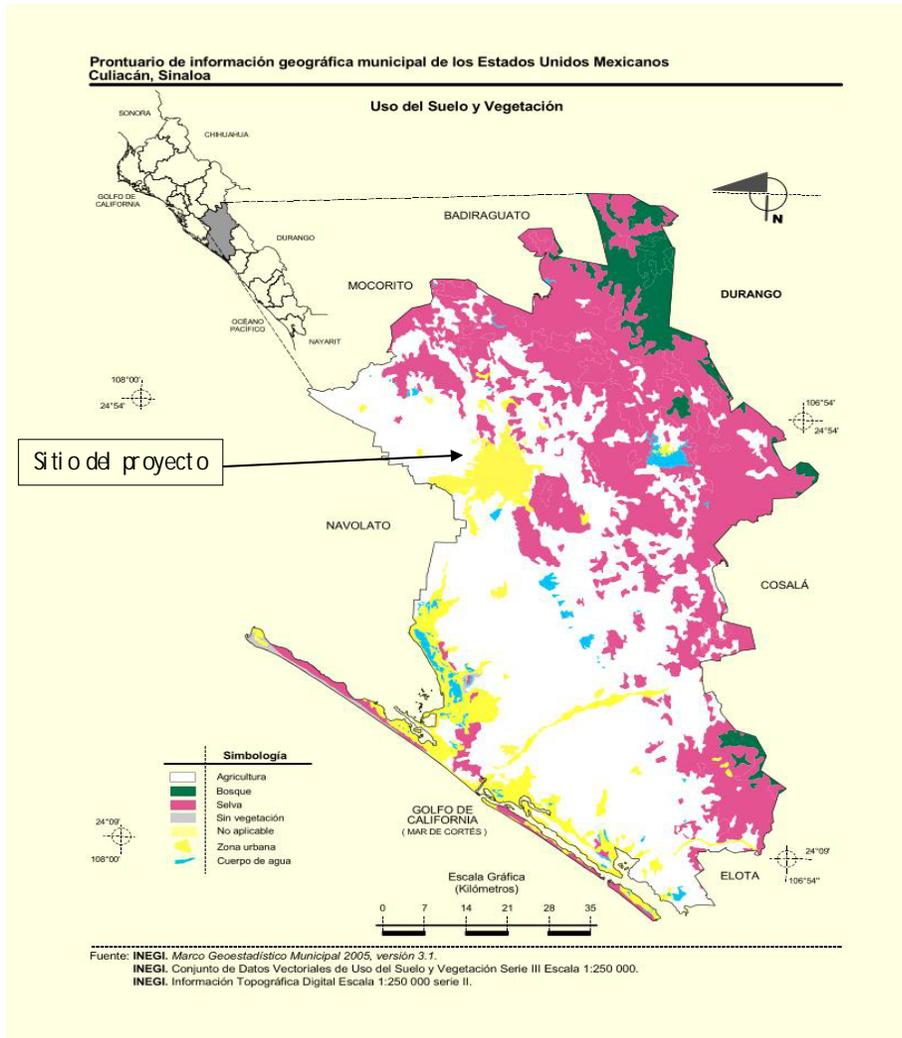 Prontuario de información geográfica municipal de los Estados Unidos Mexicanos
Culiacán, Sinaloa
Uso del Suelo y Vegetación
SONORA
CHIHUAHUA
GOLFO DE
CALIFORNIA
DURANGO
OCÉANO
PACÍFICO
NAYARIT
BADIRAGUATO
N
MOCORITO
DURANGO
108°00'
24°54'
106°54'
24°54'
Sitio del proyecto
NAVOLATO
COSALÁ
Simbología
Agricultura
Bosque
Selva
Sin vegetación
No aplicable
Zona urbana
Cuerpo de agua
24°09'
108°00'
GOLFO DE
CALIFORNIA
( MAR DE CORTÉS )
24°09'
106°54"
ELOTA
Escala Gráfica
(Kilómetros)
0 7 14 21 28 35
Fuente: INEGI. Marco Geoestadístico Municipal 2005, versión 3.1.
INEGI. Conjunto de Datos Vectoriales de Uso del Suelo y Vegetación Serie III Escala 1:250 000.
INEGI. Información Topográfica Digital Escala 1:250 000 serie II.